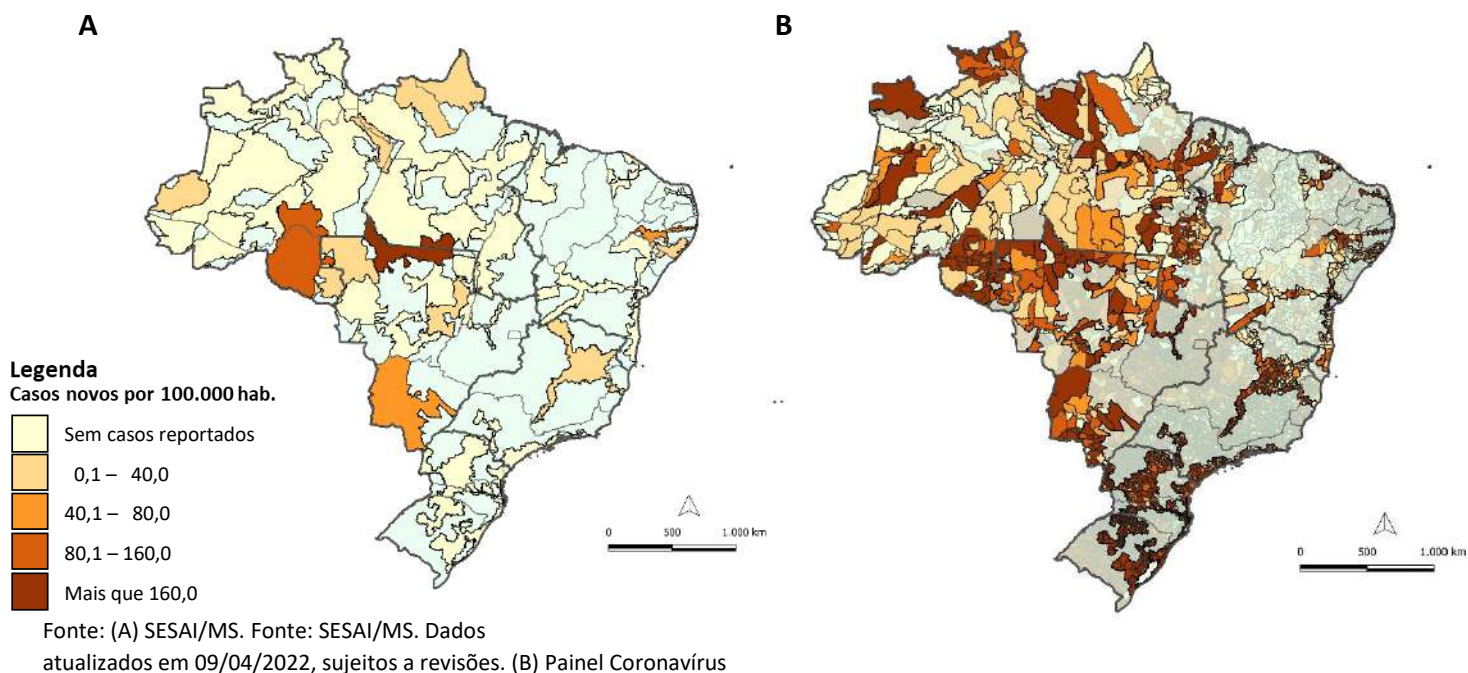 A
B
Legenda
Casos novos por 100.000 hab.
Sem casos reportados
0,1 – 40,0
40,1 – 80,0
80,1 – 160,0
Mais que 160,0
0 500 1.000 km
0 500 1.000 km
Fonte: (A) SESAI/MS. Fonte: SESAI/MS. Dados
atualizados em 09/04/2022, sujeitos a revisões. (B) Painel Coronavírus